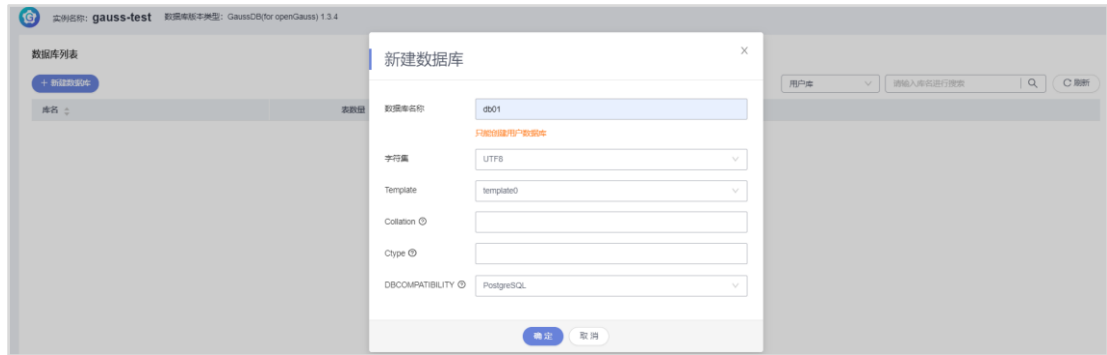 实例名称: gauss-test 数据库版本类型: GaussDB(for openGauss) 1.3.4
数据库列表
+ 新建数据库
用户库
请输入库名进行搜索
刷新
库名
表数量
新建数据库
数据库名称
db01
只能创建用户数据库
字符集
UTF8
Template
template0
Collation
Ctype
DBCOMPATIBILITY
PostgreSQL
确定
取消